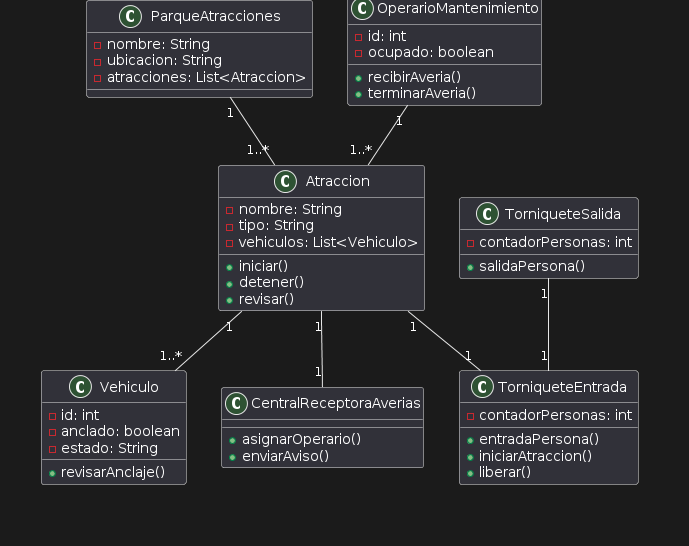 C ParqueAtracciones
nombre: String
ubicacion: String
atracciones: List<Atraccion>
C OperarioMantenimiento
id: int
ocupado: boolean
recibirAveria()
terminarAveria()
1
1..*
1
1..*
C Atraccion
nombre: String
tipo: String
vehiculos: List<Vehiculo>
iniciar()
detener()
revisar()
C TorniqueteSalida
contadorPersonas: int
salidaPersona()
1
1..*
1
1
1
1
1
1
C Vehiculo
id: int
anclado: boolean
estado: String
revisarAnclaje()
C CentralReceptoraAverias
asignarOperario()
enviarAviso()
C TorniqueteEntrada
contadorPersonas: int
entradaPersona()
iniciarAtraccion()
liberar()